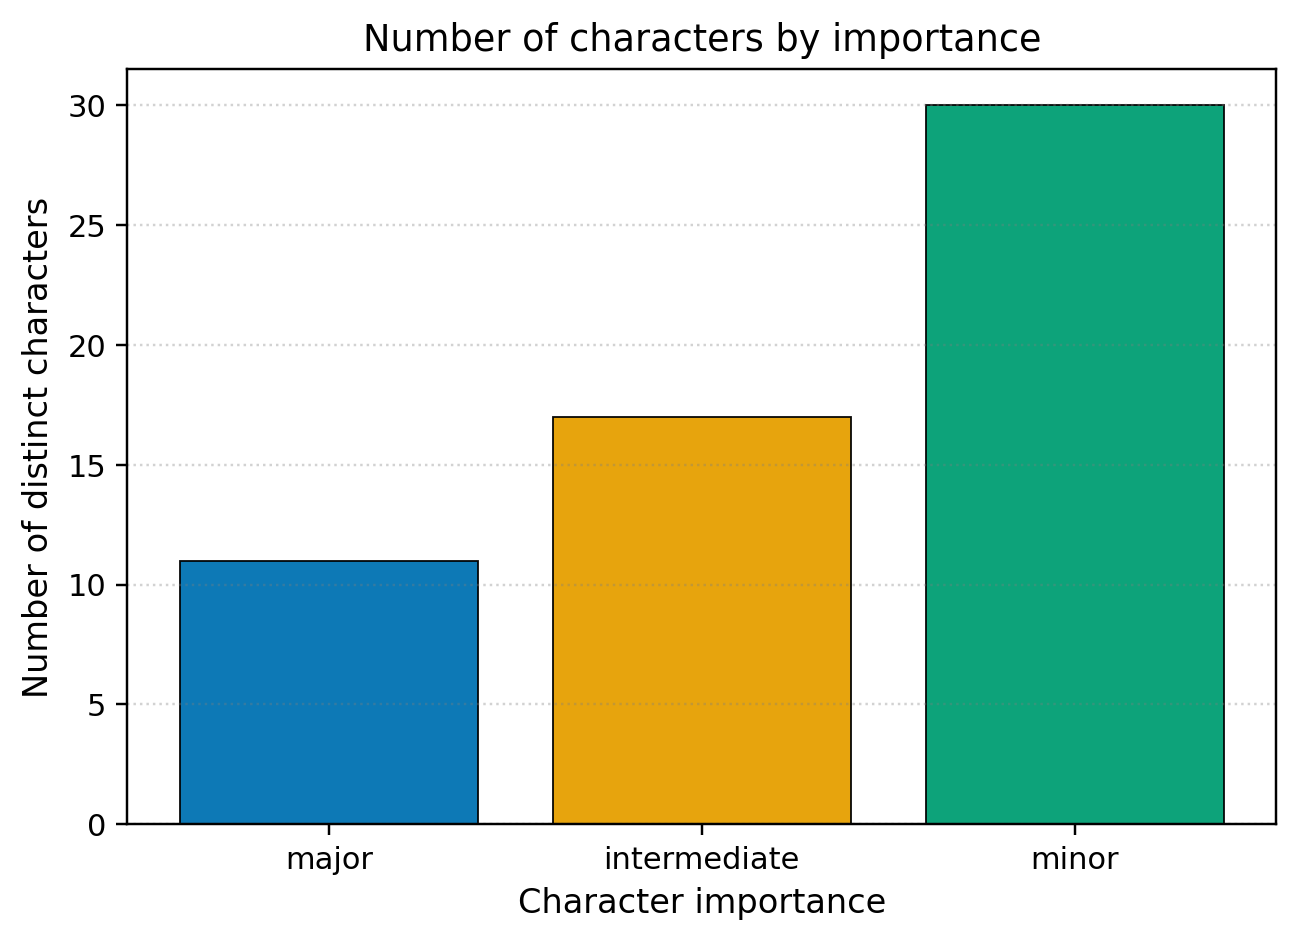 Number of characters by importance
Number of distinct characters
30
25
20
15
10
5
0
major
intermediate
minor
Character importance